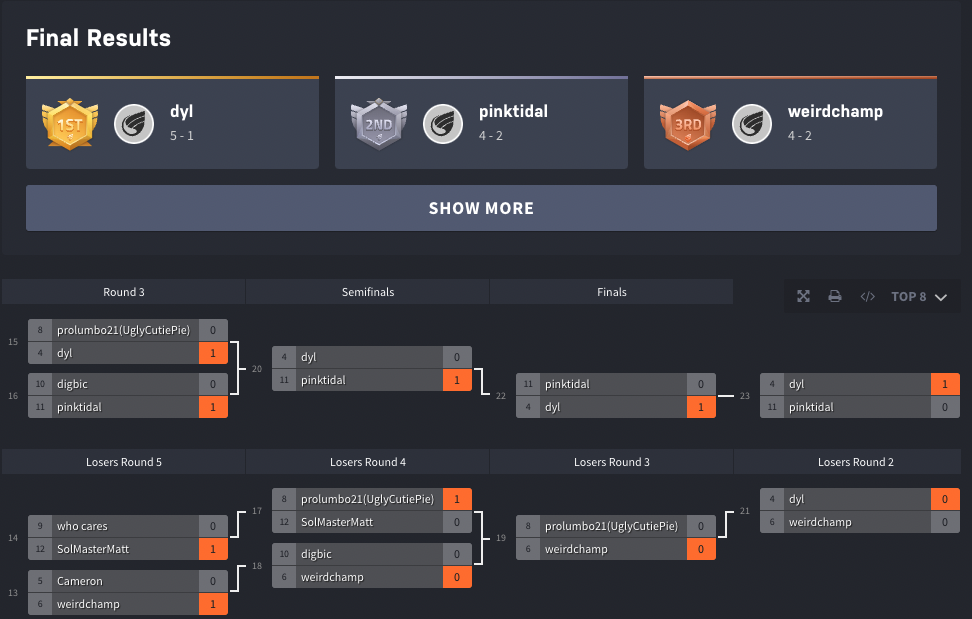 Final Results
1ST dyl
5 - 1
2ND pinktidal
4 - 2
3RD weirdchamp
4 - 2
SHOW MORE
Round 3 Semifinals Finals
</> TOP 8
15
8 prolumbo21(UglyCutiePie) 0
4 dyl 1
16
10 digbic 0
11 pinktidal 1
20
4 dyl 0
11 pinktidal 1
22
11 pinktidal 0
4 dyl 1
23
4 dyl 1
11 pinktidal 0
Losers Round 5 Losers Round 4 Losers Round 3 Losers Round 2
14
9 who cares 0
12 SolMasterMatt 1
13
5 Cameron 0
6 weirdchamp 1
17
8 prolumbo21(UglyCutiePie) 1
12 SolMasterMatt 0
18
10 digbic 0
6 weirdchamp 0
19
8 prolumbo21(UglyCutiePie) 0
6 weirdchamp 0
21
4 dyl 0
6 weirdchamp 0